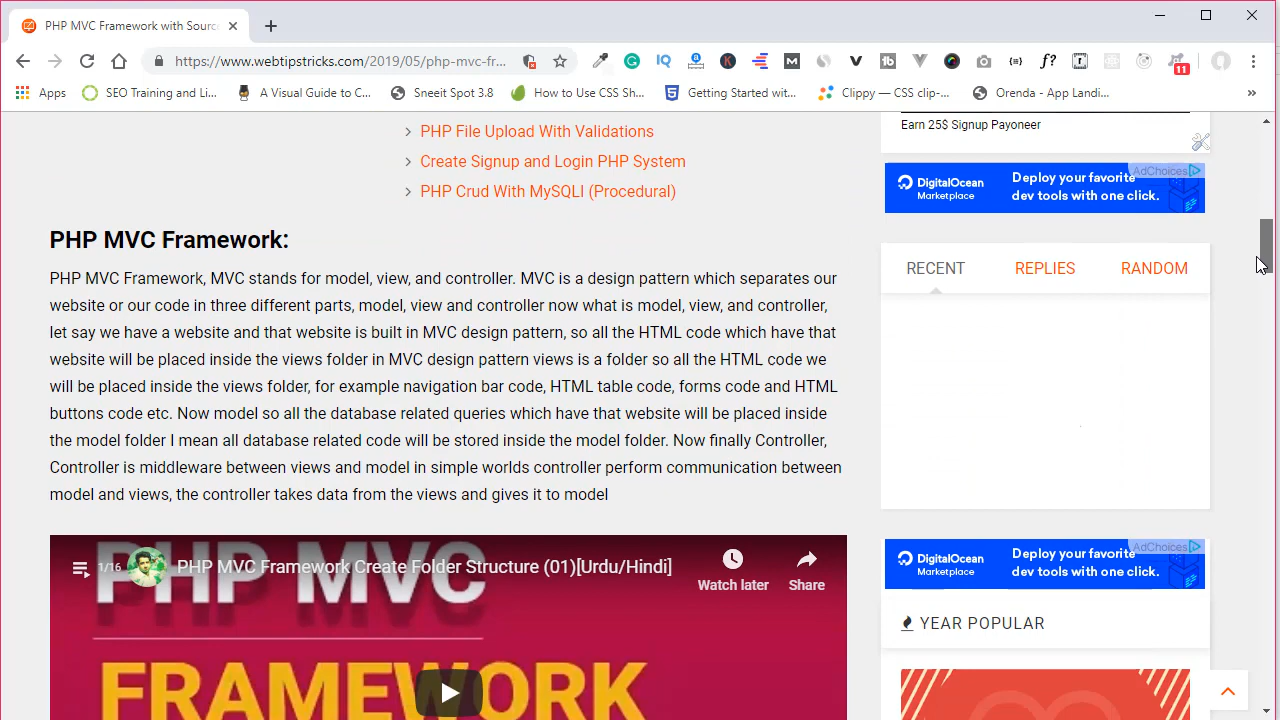 PHP MVC Framework with Sourc
https://www.webtipstricks.com/2019/05/php-mvc-fr...
11
Apps
SEO Training and Li...
A Visual Guide to C...
Sneeit Spot 3.8
How to Use CSS Sh...
Getting Started wit...
Clippy — CSS clip-...
Orenda - App Landi...
»
PHP File Upload With Validations
Create Signup and Login PHP System
PHP Crud With MySQLI (Procedural)
PHP MVC Framework:
PHP MVC Framework, MVC stands for model, view, and controller. MVC is a design pattern which separates our
website or our code in three different parts, model, view and controller now what is model, view, and controller,
let say we have a website and that website is built in MVC design pattern, so all the HTML code which have that
website will be placed inside the views folder in MVC design pattern views is a folder so all the HTML code we
will be placed inside the views folder, for example navigation bar code, HTML table code, forms code and HTML
buttons code etc. Now model so all the database related queries which have that website will be placed inside
the model folder I mean all database related code will be stored inside the model folder. Now finally Controller,
Controller is middleware between views and model in simple worlds controller perform communication between
model and views, the controller takes data from the views and gives it to model
1/16
PHP MVC Framework Create Folder Structure (01)[Urdu/Hindi]
Watch later
Share
PHP MVC
FRAMEWORK
Earn 25$ Signup Payoneer
AdChoices
DigitalOcean
Marketplace
Deploy your favorite
dev tools with one click.
RECENT
REPLIES
RANDOM
AdChoices
DigitalOcean
Marketplace
Deploy your favorite
dev tools with one click.
YEAR POPULAR